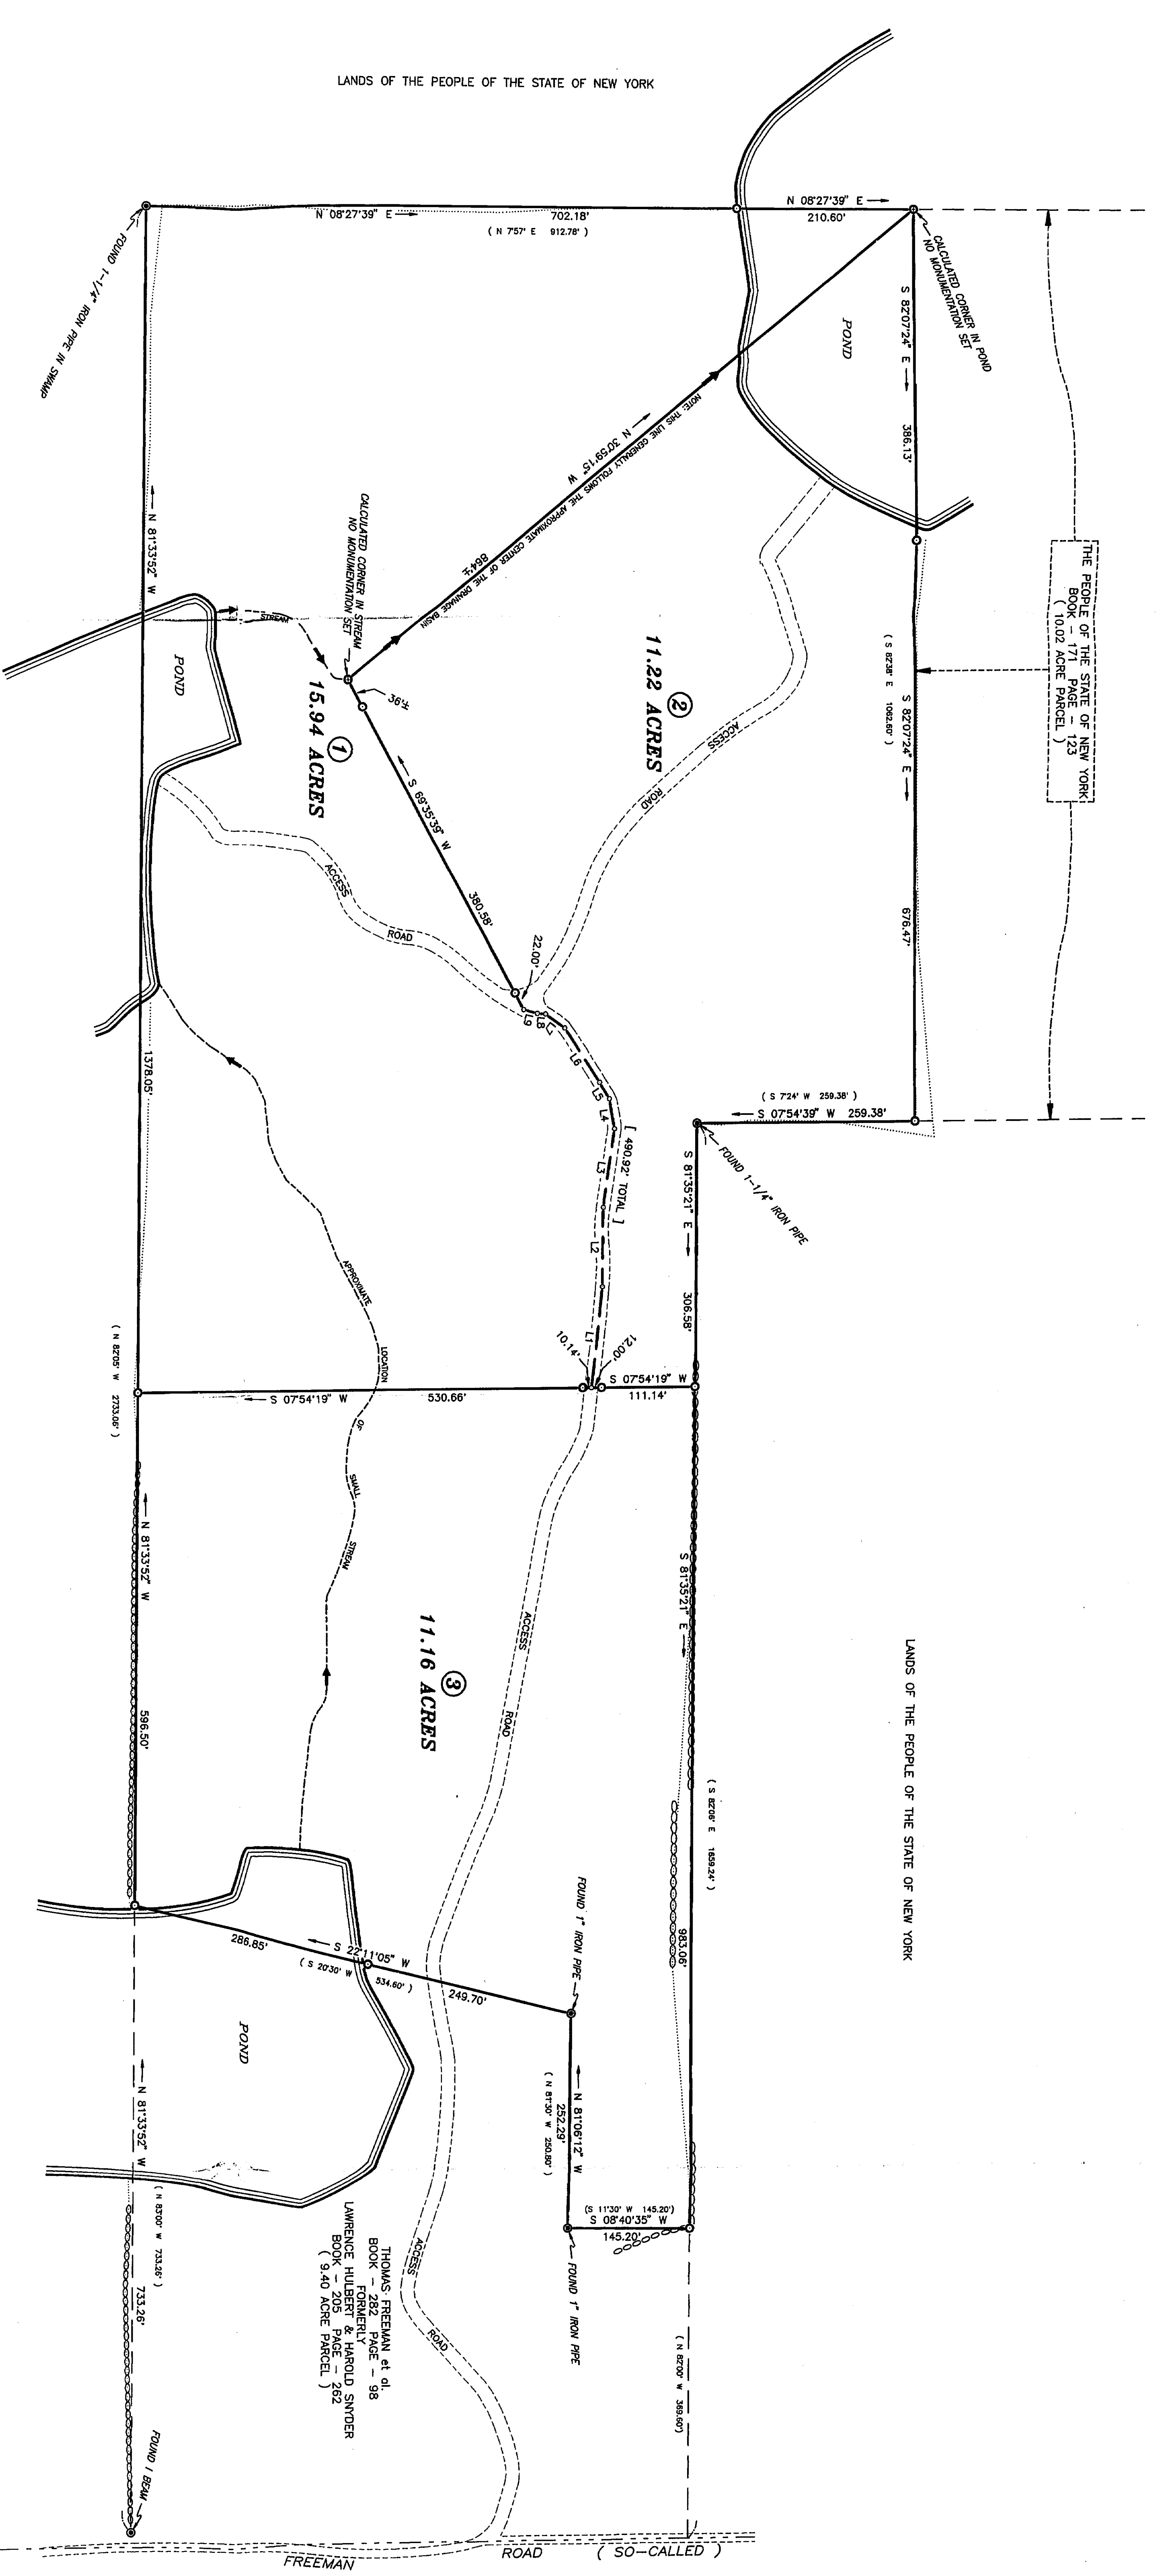 LANDS OF THE PEOPLE OF THE STATE OF NEW YORK
N 08°27'39" E
702.18'
( N 7'57' E 912.78' )
N 08°27'39" E
210.60'
CALCULATED CORNER IN POND
NO MONUMENTATION SET
FOUND 1-1/4" IRON PIPE IN SWAMP
S 82°07'24" E
386.13'
POND
THE PEOPLE OF THE STATE OF NEW YORK
BOOK - 171 PAGE - 123
( 10.02 ACRE PARCEL )
S 82°07'24" E
( S 82'38' E 1062.60' )
676.47'
N 30°59'15" W
NOTE: THIS LINE GENERALLY FOLLOWS THE APPROXIMATE CENTER OF THE DRAINAGE BASIN
864'±
CALCULATED CORNER IN STREAM
NO MONUMENTATION SET
N 81°33'52" W
STREAM
POND
36'±
1
15.94 ACRES
2
11.22 ACRES
ACCESS
ROAD
S 69°35'39" W
380.58'
ACCESS
ROAD
22.00'
L9
L8
L7
L6
L5
L4
L3
L2
L1
[ 490.92' TOTAL ]
( S 7'24' W 259.38' )
S 07°54'39" W 259.38'
FOUND 1-1/4" IRON PIPE
S 81°35'21" E
306.58'
1378.05'
12.00'
10.14'
S 07°54'19" W
111.14'
S 07°54'19" W
530.66'
( N 82'05' W 2733.06' )
APPROXIMATE
LOCATION
OF
SMALL
STREAM
N 81°33'52" W
596.50'
S 81°35'21" E
( S 82'06' E 1659.24' )
983.06'
3
11.16 ACRES
ACCESS
ROAD
LANDS OF THE PEOPLE OF THE STATE OF NEW YORK
FOUND 1" IRON PIPE
S 22°11'05" W
286.85'
( S 20'30' W 534.60' )
249.70'
POND
N 81°06'12" W
252.29'
( N 81'30' W 250.80' )
(S 11'30' W 145.20')
S 08°40'35" W
145.20'
FOUND 1" IRON PIPE
N 81°33'52" W
( N 83'00' W 733.26' )
733.26'
THOMAS FREEMAN et al.
BOOK - 282 PAGE - 98
FORMERLY
LAWRENCE HULBERT & HAROLD SNYDER
BOOK - 205 PAGE - 262
( 9.40 ACRE PARCEL )
ACCESS
ROAD
( N 82'00' W 369.60')
FOUND I BEAM
FREEMAN ROAD ( SO-CALLED )